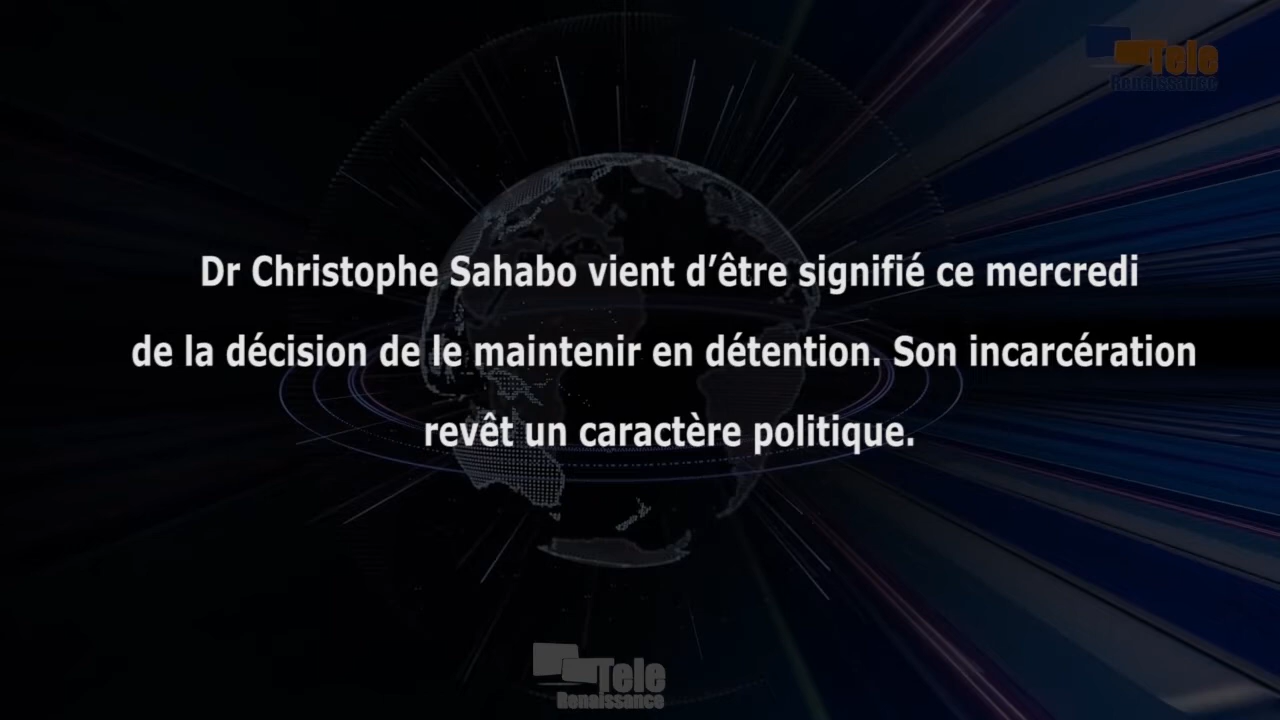 Tele
Renaissance
Dr Christophe Sahabo vient d’être signifié ce mercredi
de la décision de le maintenir en détention. Son incarcération
revêt un caractère politique.
Tele
Renaissance